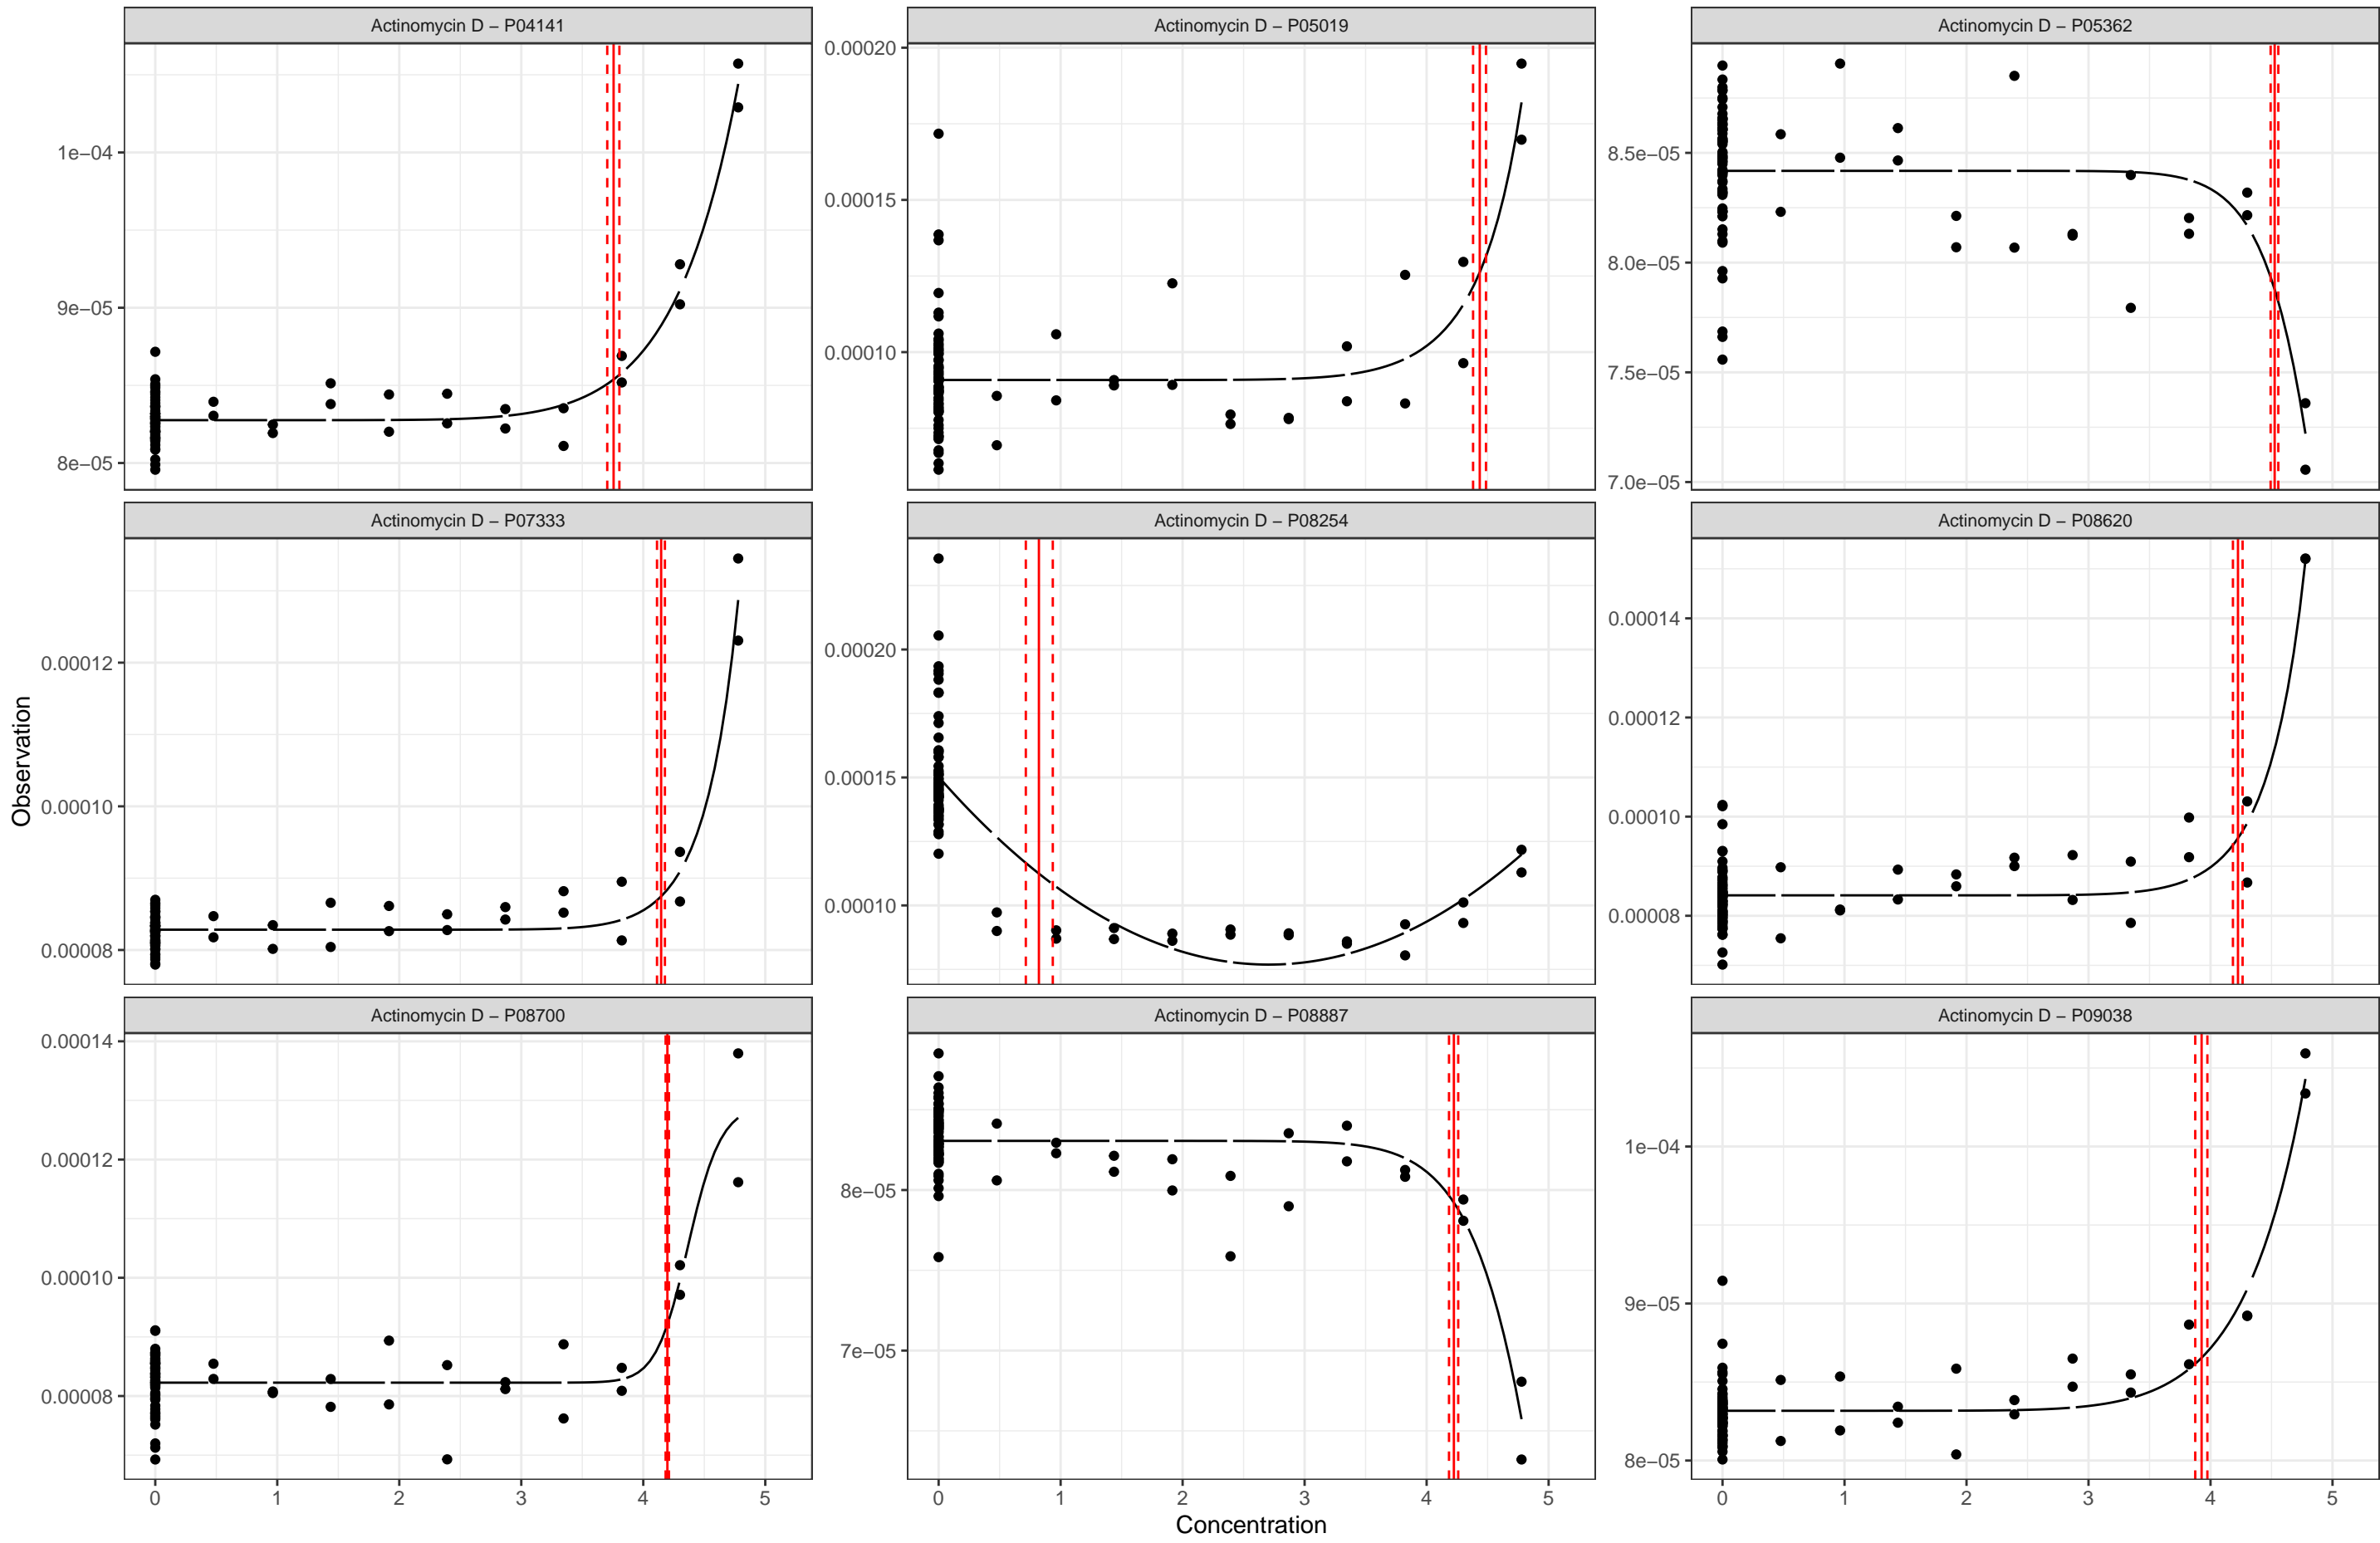 Actinomycin D − P04141
Actinomycin D − P05019
Actinomycin D − P05362
1e−04
9e−05
8e−05
0.00020
0.00015
0.00010
8.5e−05
8.0e−05
7.5e−05
7.0e−05
Actinomycin D − P07333
Actinomycin D − P08254
Actinomycin D − P08620
0.00012
0.00010
0.00008
0.00020
0.00015
0.00010
0.00014
0.00012
0.00010
0.00008
Observation
Actinomycin D − P08700
Actinomycin D − P08887
Actinomycin D − P09038
0.00014
0.00012
0.00010
0.00008
8e−05
7e−05
1e−04
9e−05
8e−05
0 1 2 3 4 5
0 1 2 3 4 5
0 1 2 3 4 5
Concentration